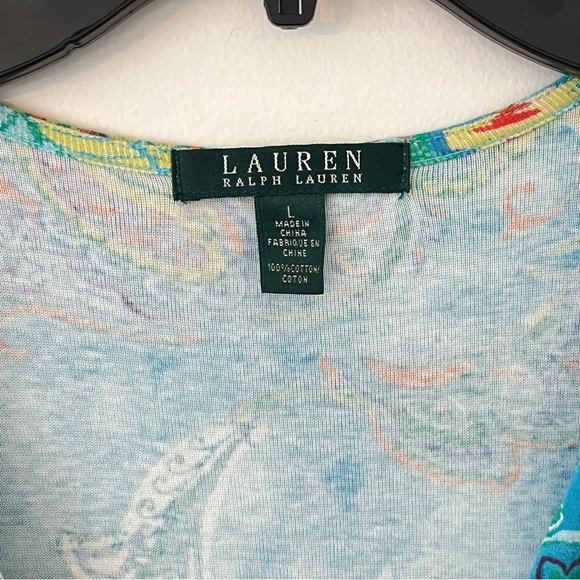 LAUREN
RALPH LAUREN
L
MADE IN
CHINA
FABRIQUE EN
CHINE
100%COTTON/
COTON